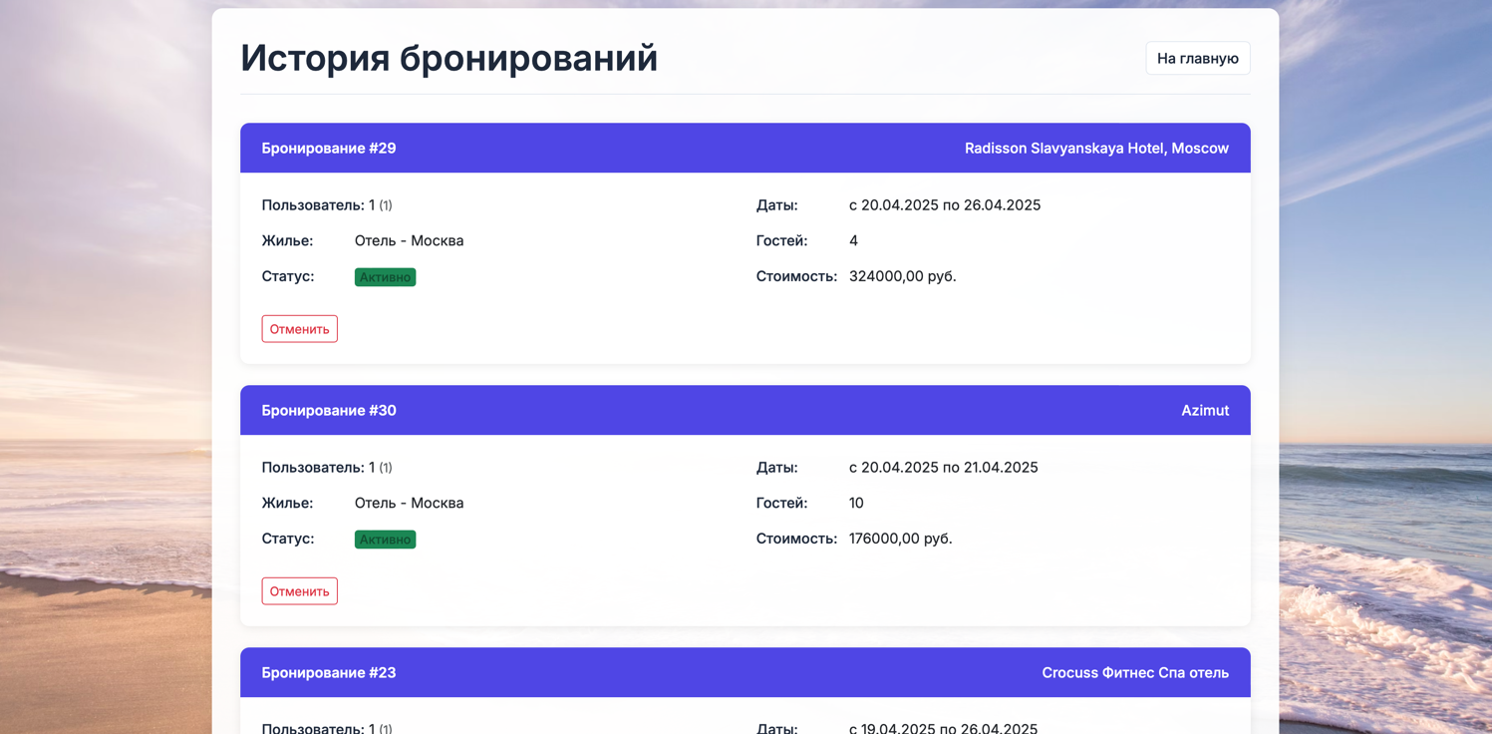 История бронирований
На главную
Бронирование #29
Radisson Slavyanskaya Hotel, Moscow
Пользователь: 1 (1)
Жилье: Отель - Москва
Статус: Активно
Даты: с 20.04.2025 по 26.04.2025
Гостей: 4
Стоимость: 324000,00 руб.
Отменить
Бронирование #30
Azimut
Пользователь: 1 (1)
Жилье: Отель - Москва
Статус: Активно
Даты: с 20.04.2025 по 21.04.2025
Гостей: 10
Стоимость: 176000,00 руб.
Отменить
Бронирование #23
Crocuss Фитнес Спа отель
Пользователь: 1 (1)
Даты: с 19.04.2025 по 26.04.2025